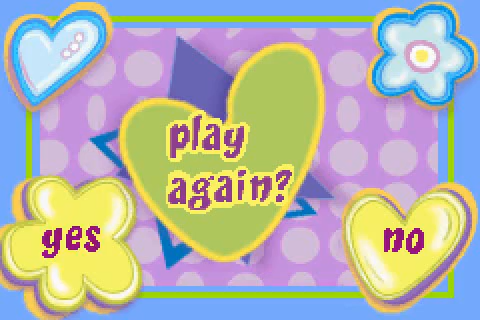 play
again?
yes
no